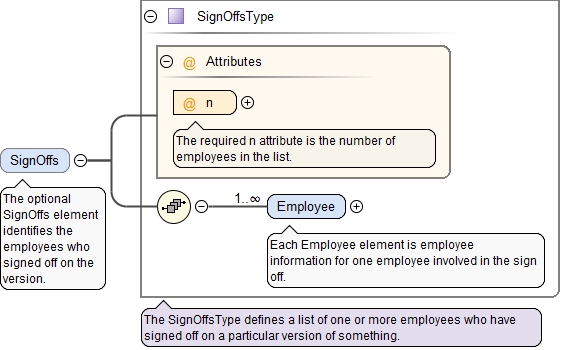 SignOffsType
@ Attributes
@ n
The required n attribute is the number of
employees in the list.
SignOffs
The optional
SignOffs element
identifies the
employees who
signed off on the
version.
1..∞
Employee
Each Employee element is employee
information for one employee involved in the sign
off.
The SignOffsType defines a list of one or more employees who have
signed off on a particular version of something.